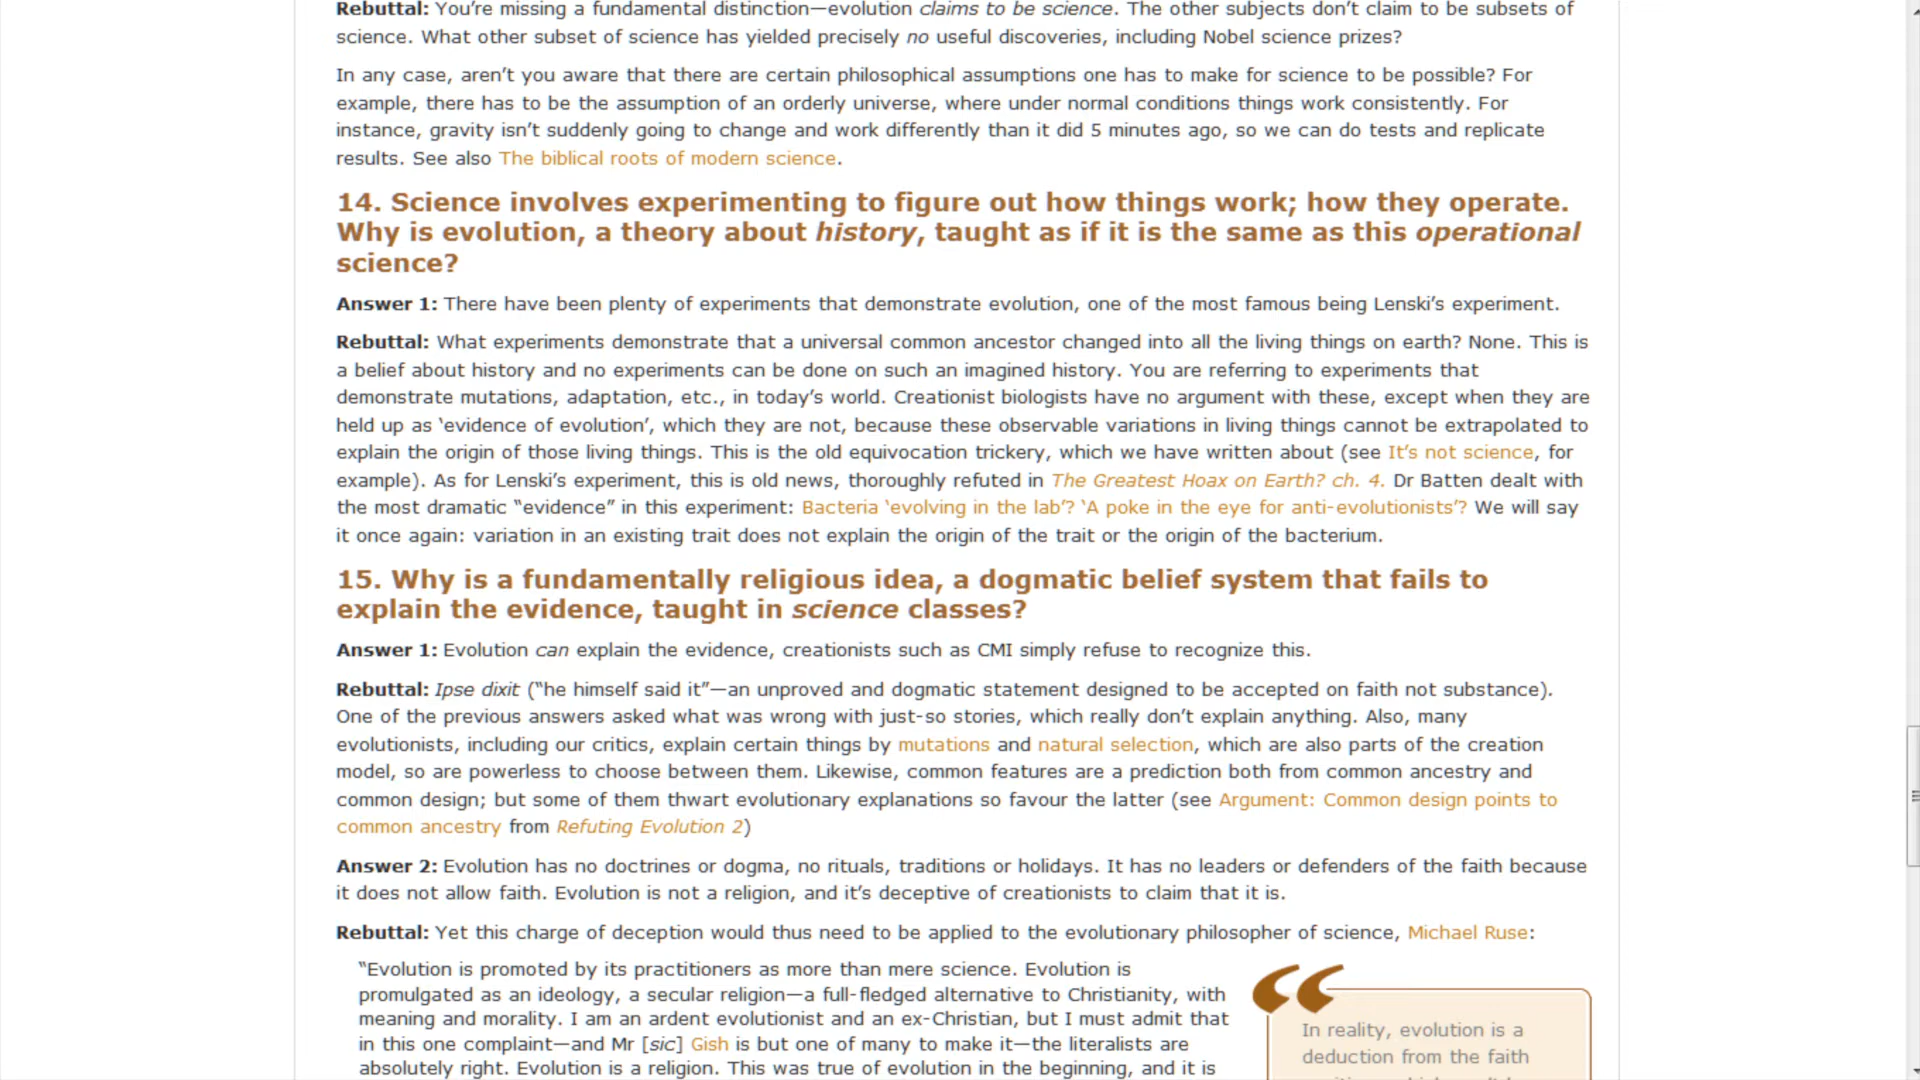 Rebuttal: You’re missing a fundamental distinction—evolution claims to be science. The other subjects don’t claim to be subsets of
science. What other subset of science has yielded precisely no useful discoveries, including Nobel science prizes?
In any case, aren’t you aware that there are certain philosophical assumptions one has to make for science to be possible? For
example, there has to be the assumption of an orderly universe, where under normal conditions things work consistently. For
instance, gravity isn’t suddenly going to change and work differently than it did 5 minutes ago, so we can do tests and replicate
results. See also The biblical roots of modern science.
14. Science involves experimenting to figure out how things work; how they operate.
Why is evolution, a theory about history, taught as if it is the same as this operational
science?
Answer 1: There have been plenty of experiments that demonstrate evolution, one of the most famous being Lenski’s experiment.
Rebuttal: What experiments demonstrate that a universal common ancestor changed into all the living things on earth? None. This is
a belief about history and no experiments can be done on such an imagined history. You are referring to experiments that
demonstrate mutations, adaptation, etc., in today’s world. Creationist biologists have no argument with these, except when they are
held up as ‘evidence of evolution’, which they are not, because these observable variations in living things cannot be extrapolated to
explain the origin of those living things. This is the old equivocation trickery, which we have written about (see It’s not science, for
example). As for Lenski’s experiment, this is old news, thoroughly refuted in The Greatest Hoax on Earth? ch. 4. Dr Batten dealt with
the most dramatic “evidence” in this experiment: Bacteria ‘evolving in the lab’? ‘A poke in the eye for anti-evolutionists’? We will say
it once again: variation in an existing trait does not explain the origin of the trait or the origin of the bacterium.
15. Why is a fundamentally religious idea, a dogmatic belief system that fails to
explain the evidence, taught in science classes?
Answer 1: Evolution can explain the evidence, creationists such as CMI simply refuse to recognize this.
Rebuttal: Ipse dixit (“he himself said it”—an unproved and dogmatic statement designed to be accepted on faith not substance).
One of the previous answers asked what was wrong with just-so stories, which really don’t explain anything. Also, many
evolutionists, including our critics, explain certain things by mutations and natural selection, which are also parts of the creation
model, so are powerless to choose between them. Likewise, common features are a prediction both from common ancestry and
common design; but some of them thwart evolutionary explanations so favour the latter (see Argument: Common design points to
common ancestry from Refuting Evolution 2)
Answer 2: Evolution has no doctrines or dogma, no rituals, traditions or holidays. It has no leaders or defenders of the faith because
it does not allow faith. Evolution is not a religion, and it’s deceptive of creationists to claim that it is.
Rebuttal: Yet this charge of deception would thus need to be applied to the evolutionary philosopher of science, Michael Ruse:
“Evolution is promoted by its practitioners as more than mere science. Evolution is
promulgated as an ideology, a secular religion—a full-fledged alternative to Christianity, with
meaning and morality. I am an ardent evolutionist and an ex-Christian, but I must admit that
in this one complaint—and Mr [sic] Gish is but one of many to make it—the literalists are
absolutely right. Evolution is a religion. This was true of evolution in the beginning, and it is
In reality, evolution is a
deduction from the faith